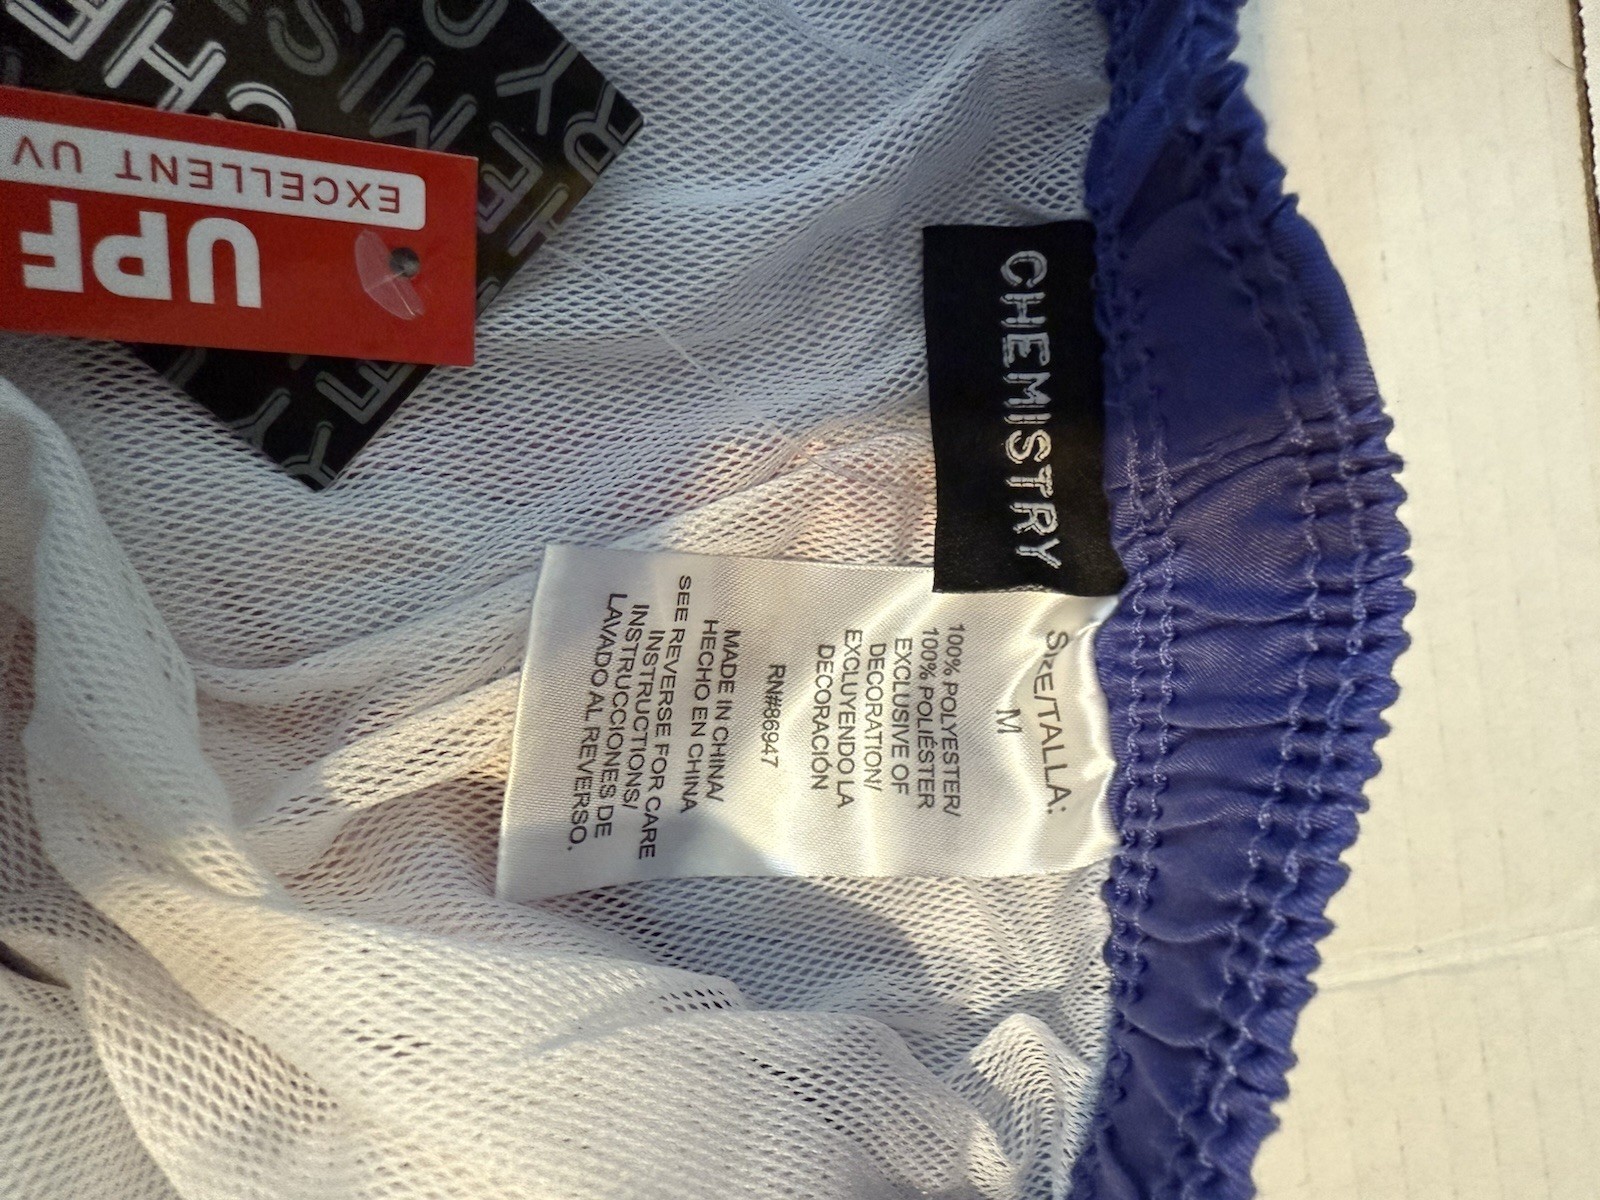 EXCELLENT UV
UPF
CHEMISTRY
SIZE/TALLA:
M
100% POLYESTER/
100% POLIÉSTER
EXCLUSIVE OF
DECORATION/
EXCLUYENDO LA
DECORACIÓN
RN#86947
MADE IN CHINA/
HECHO EN CHINA
SEE REVERSE FOR CARE
INSTRUCTIONS/
INSTRUCCIONES DE
LAVADO AL REVERSO.